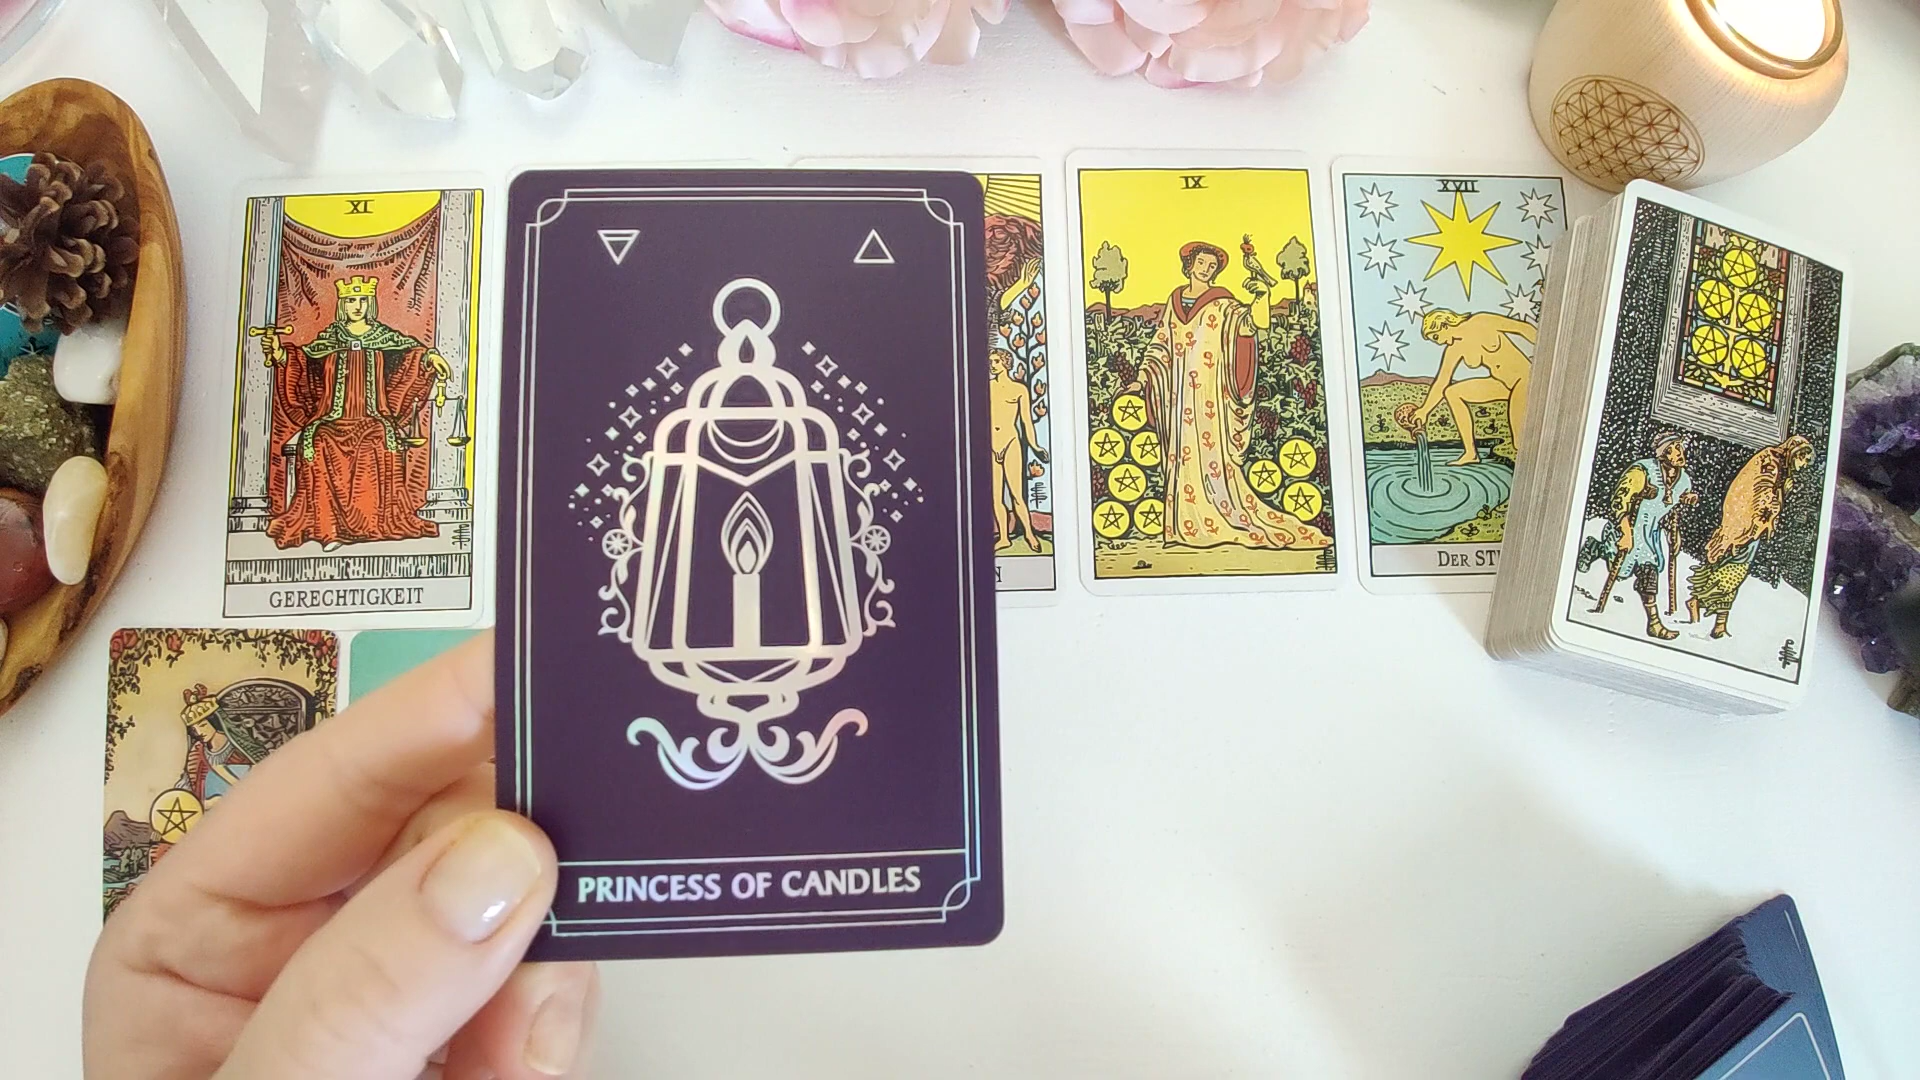 XI
IX
XVII
GERECHTIGKEIT
N
DER ST
PRINCESS OF CANDLES